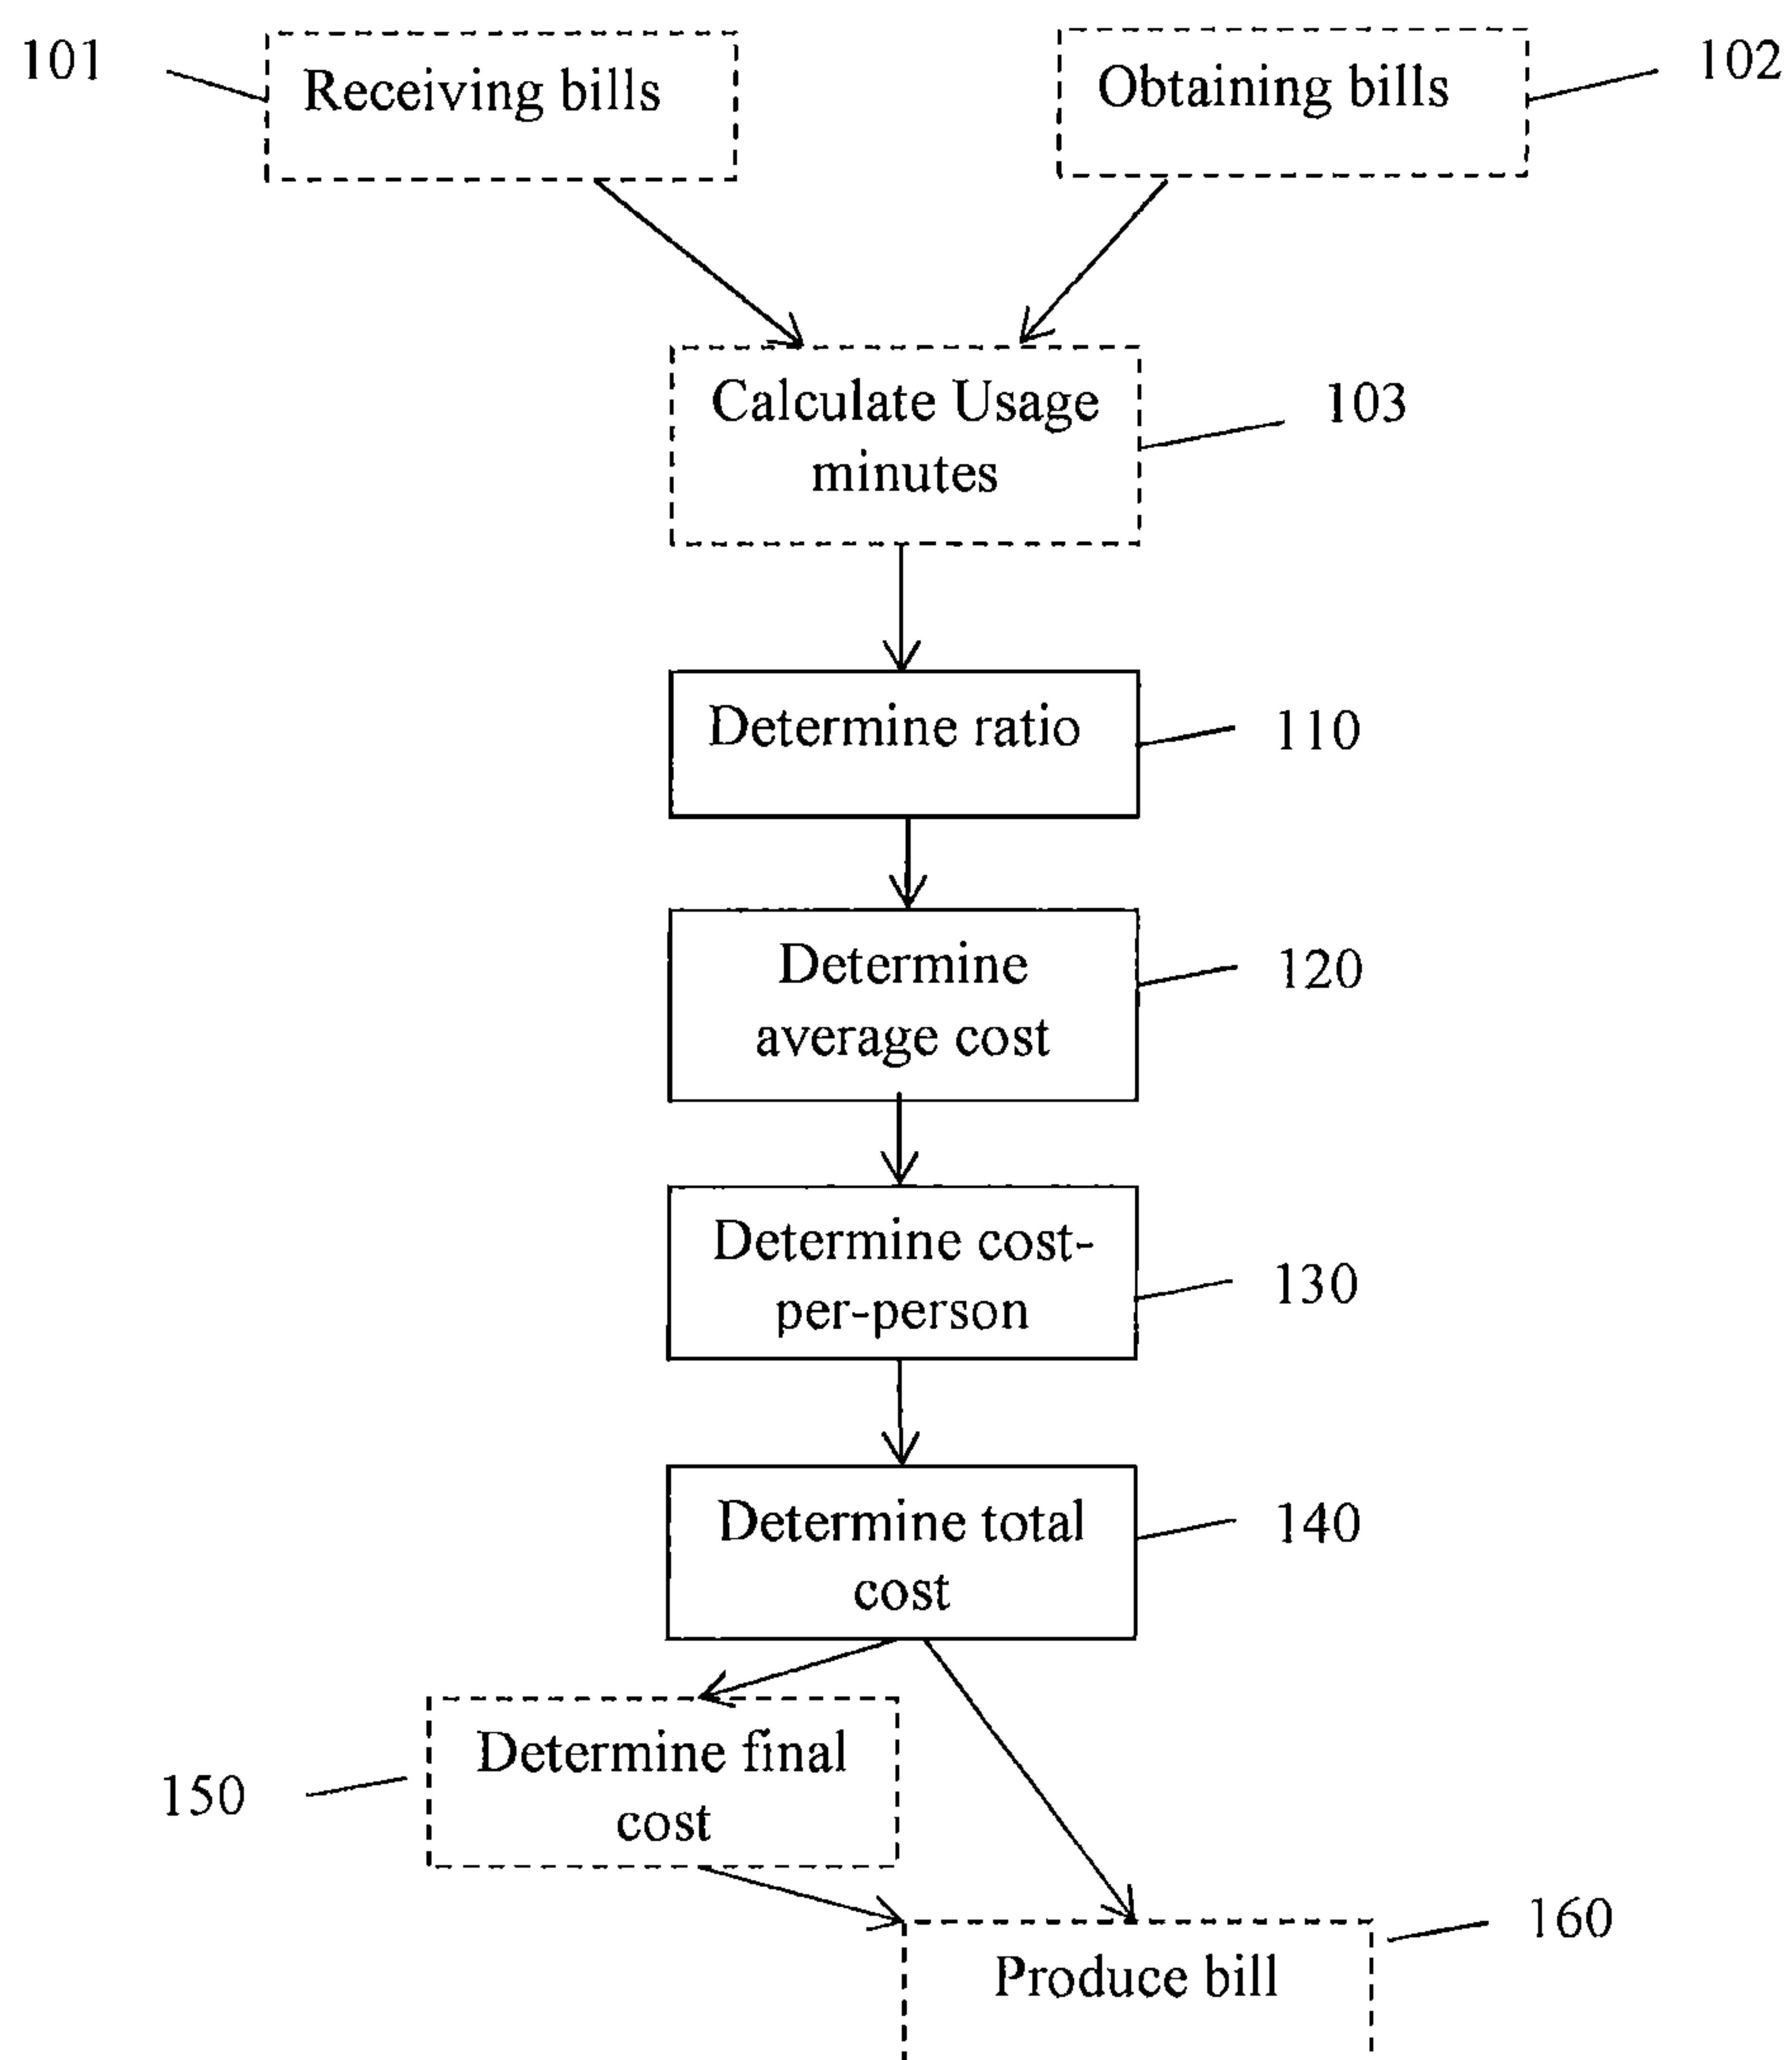 101
Receiving bills
Obtaining bills
102
Calculate Usage
minutes
103
Determine ratio
110
Determine
average cost
120
Determine cost-
per-person
130
Determine total
cost
140
Determine final
cost
150
160
Produce bill